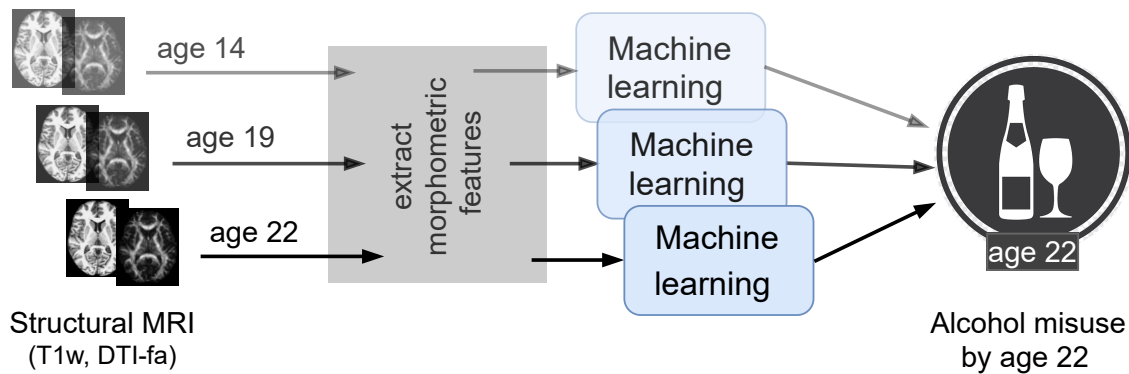 age 14
age 19
age 22
Structural MRI
(T1w, DTI-fa)
extract
morphometric
features
Machine
learning
Machine
learning
Machine
learning
age 22
Alcohol misuse
by age 22